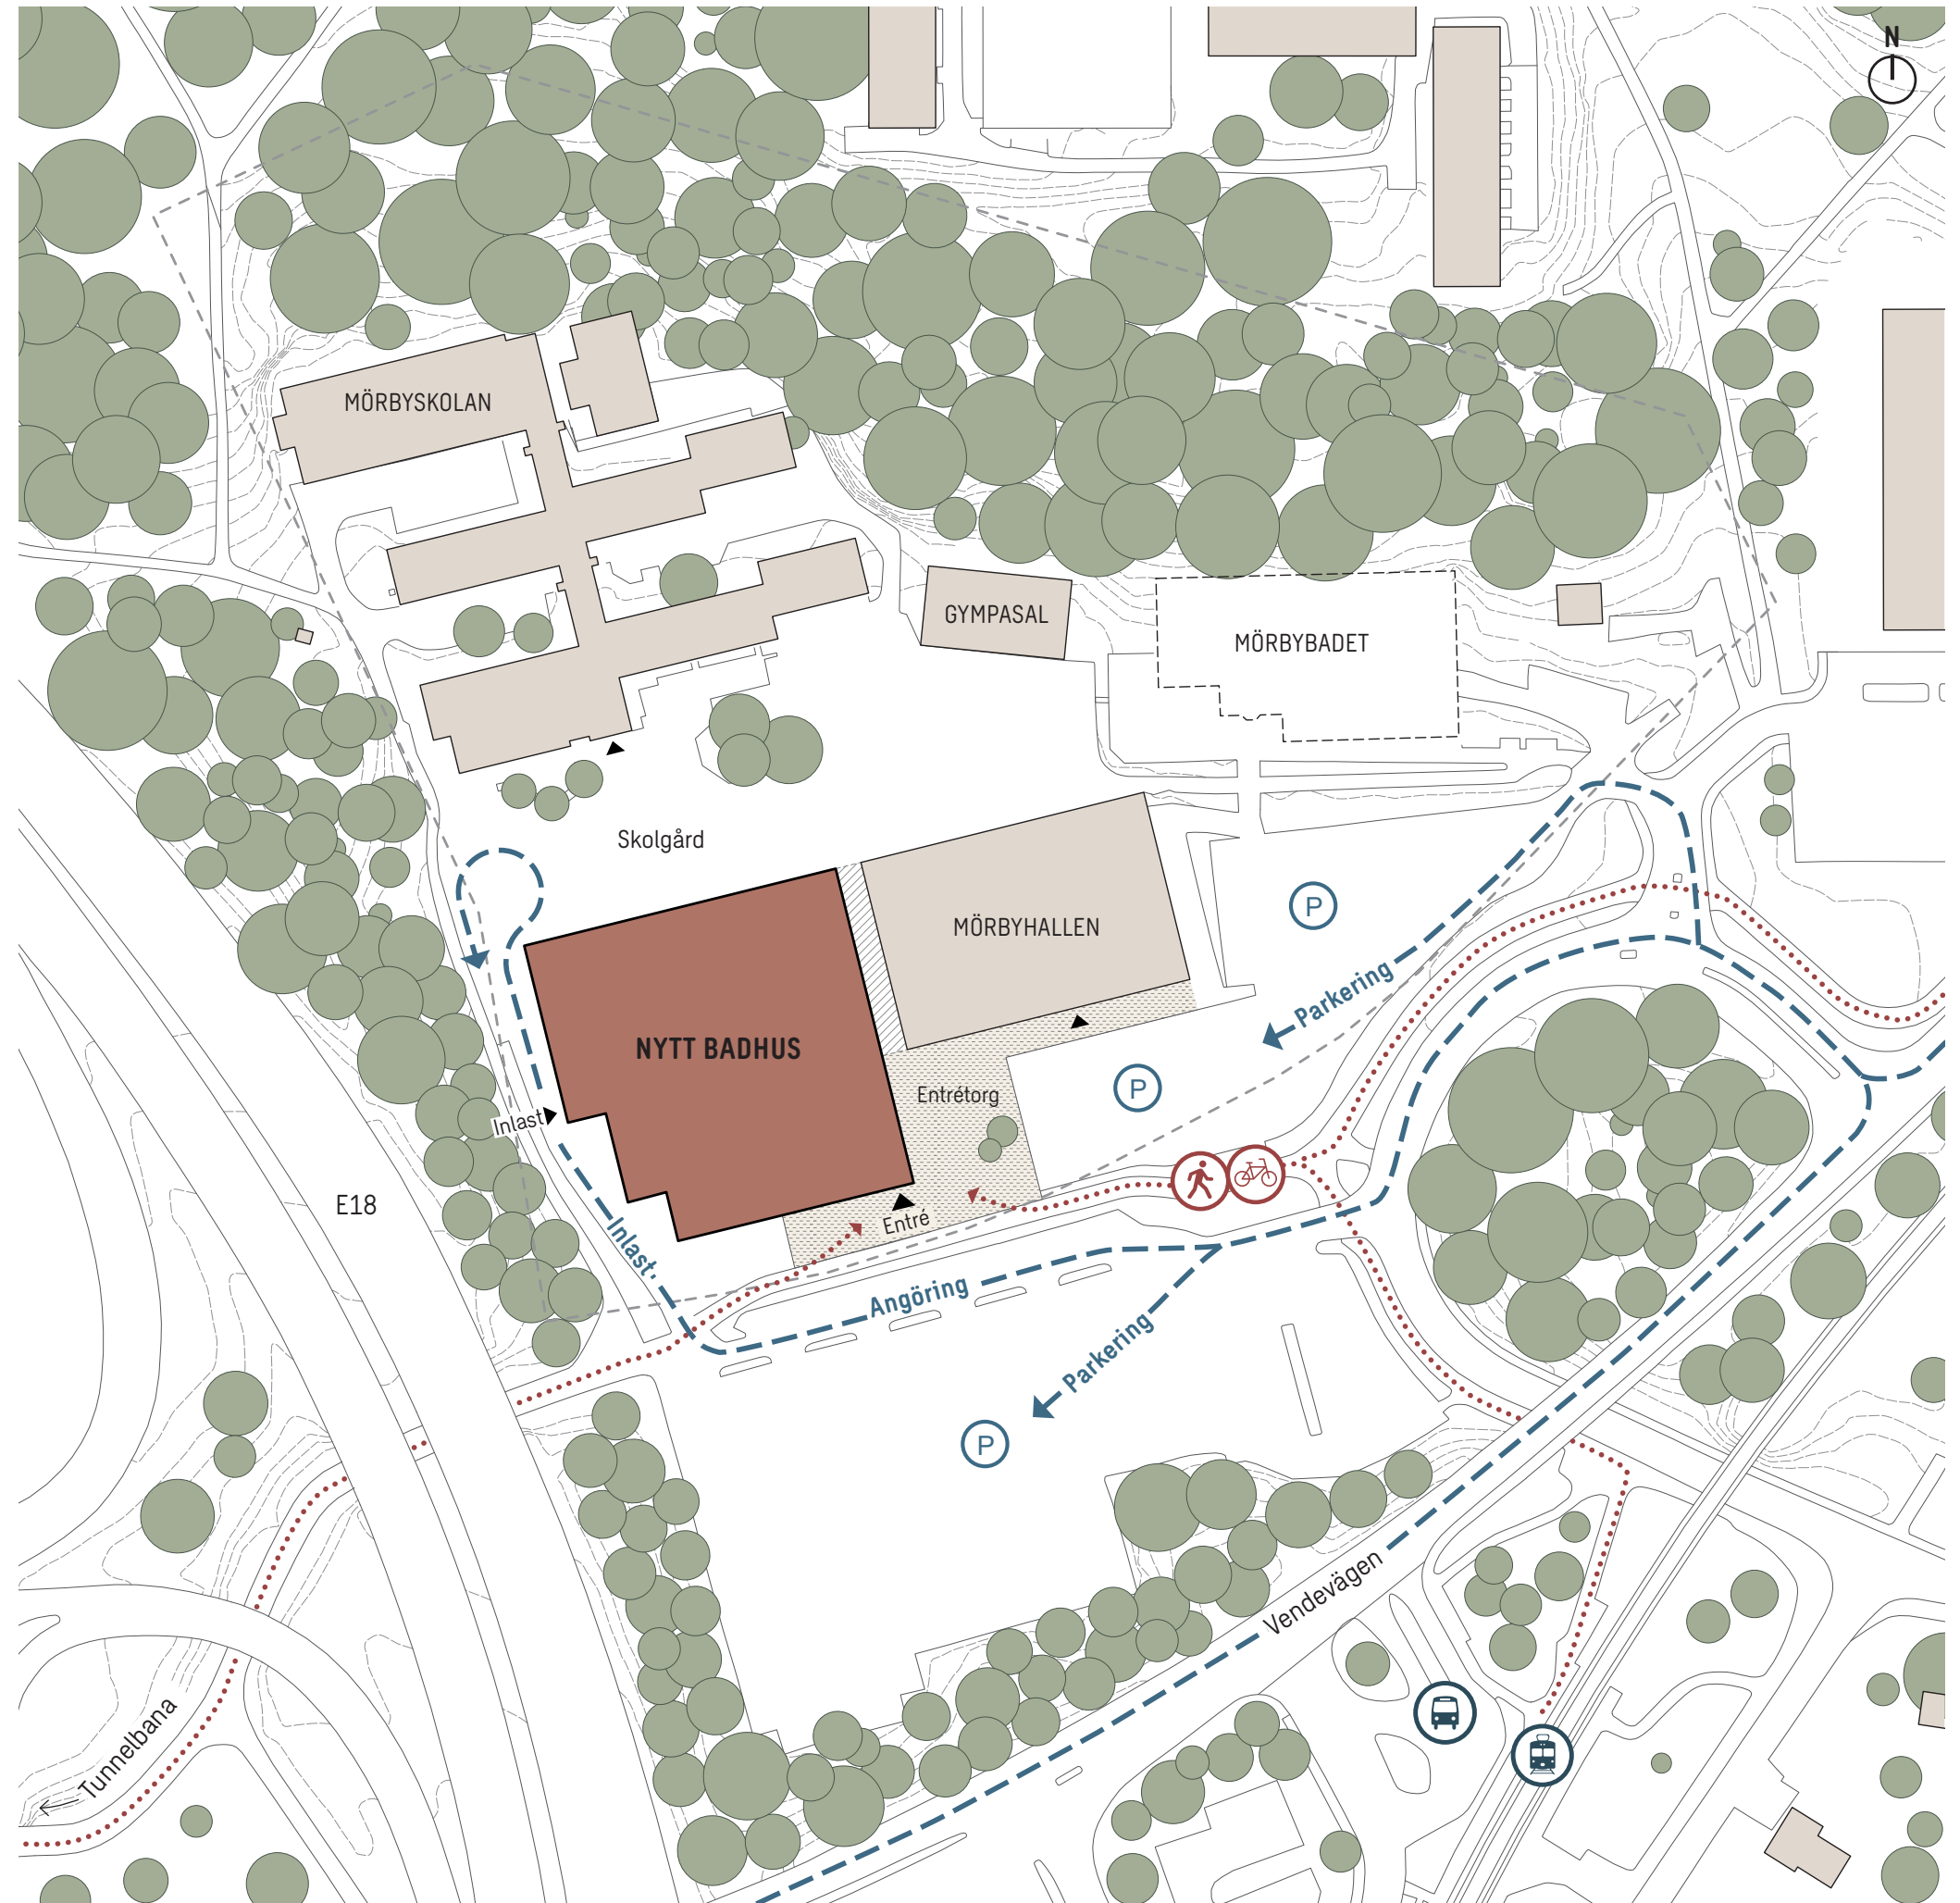 N
MÖRBYSKOLAN
GYMPASAL
MÖRBYBADET
Skolgård
P
MÖRBYHALLEN
Parkering
NYTT BADHUS
P
Entrétorg
Inlast
E18
Entré
Inlast
Angöring
Parkering
P
Vendevägen
Tunnelbana